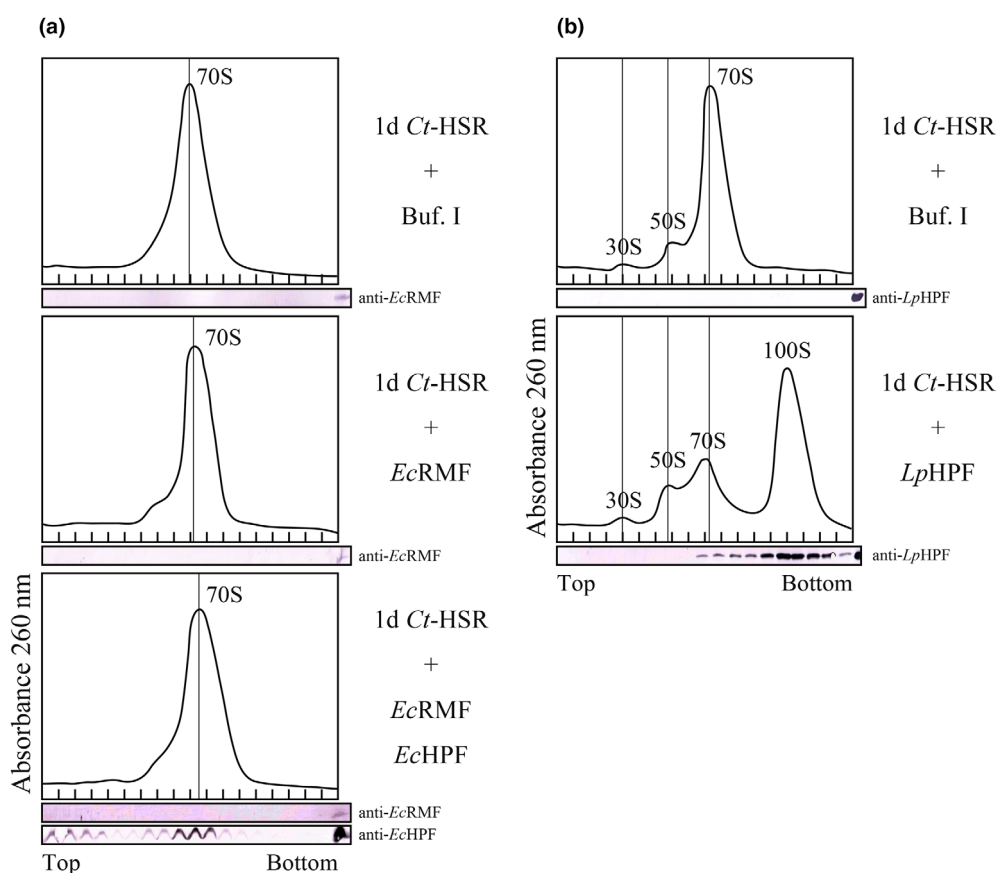 (a)
70S
1d Ct-HSR
+
Buf. I
anti-EcRMF
70S
1d Ct-HSR
+
EcRMF
anti-EcRMF
Absorbance 260 nm
70S
1d Ct-HSR
+
EcRMF
EcHPF
anti-EcRMF
anti-EcHPF
Top Bottom
(b)
70S
50S
30S
1d Ct-HSR
+
Buf. I
anti-LpHPF
Absorbance 260 nm
100S
70S
50S
30S
1d Ct-HSR
+
LpHPF
anti-LpHPF
Top Bottom